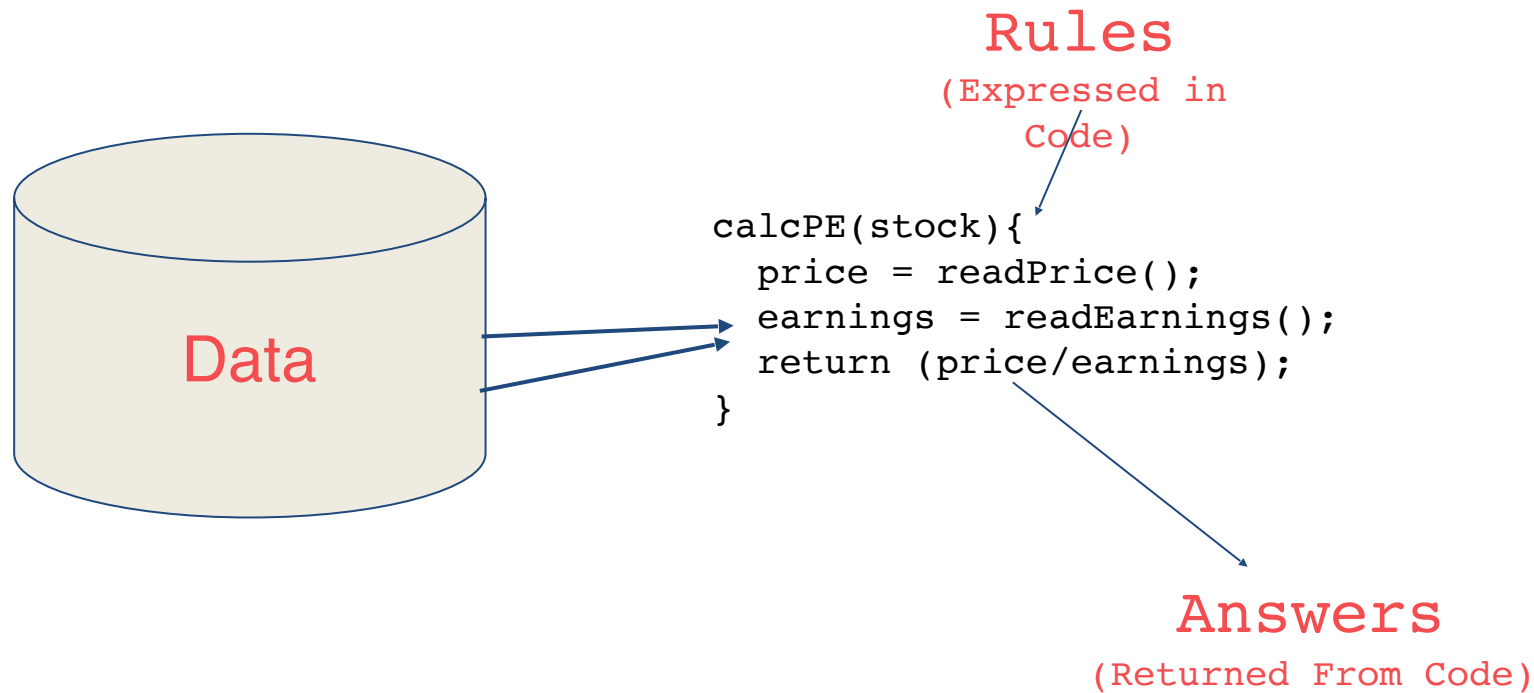 Rules
(Expressed in
Code)
calcPE(stock){
  price = readPrice();
  earnings = readEarnings();
  return (price/earnings);
}
Data
Answers
(Returned From Code)